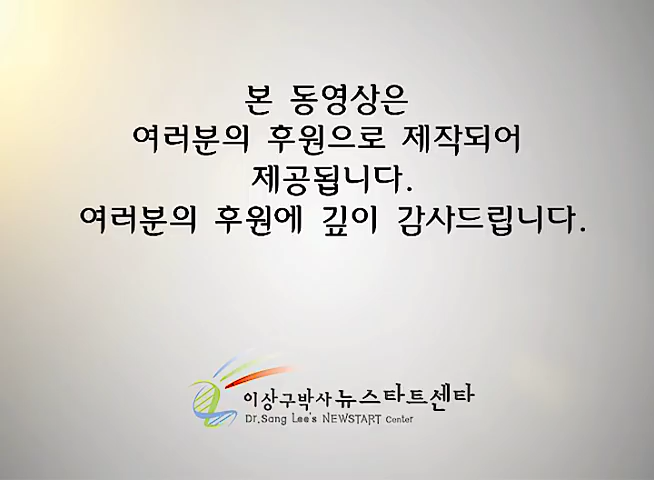 본 동영상은
여러분의 후원으로 제작되어
제공됩니다.
여러분의 후원에 깊이 감사드립니다.
이상구박사 뉴스타트센타
Dr.Sang Lee's NEWSTART Center